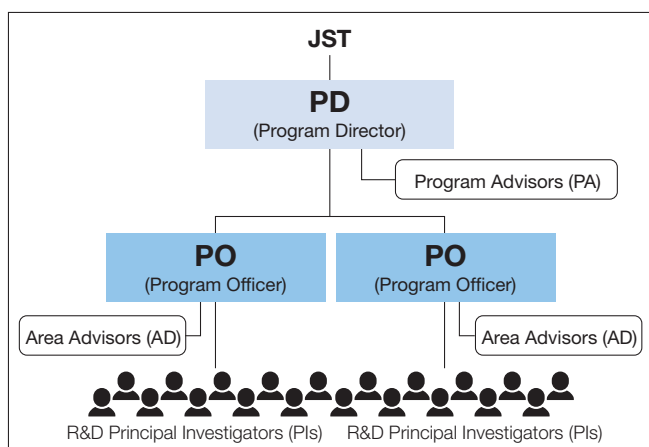 JST
PD
(Program Director)
Program Advisors (PA)
PO
(Program Officer)
PO
(Program Officer)
Area Advisors (AD)
Area Advisors (AD)
R&D Principal Investigators (PIs)
R&D Principal Investigators (PIs)